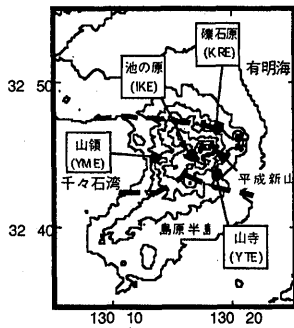 礫石原
(KRE)
有明海
池の原
(IKE)
32 50
山領
(YME)
千々石湾
平成新山
島原半島
32 40
山寺
(YTE)
130 10
130 20